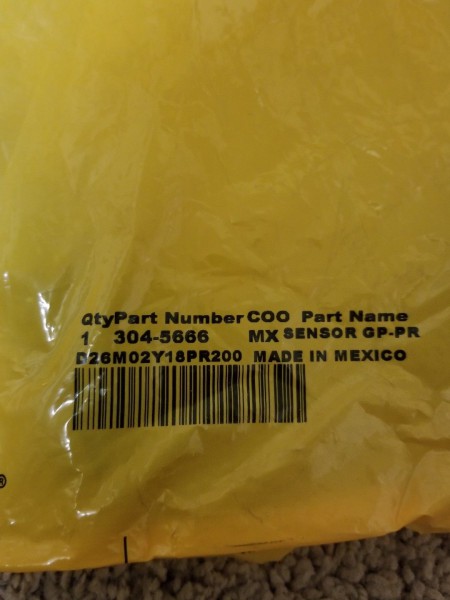 QtyPart Number COO Part Name
1 304-5666 MX SENSOR GP-PR
D26M02Y18PR200 MADE IN MEXICO
®